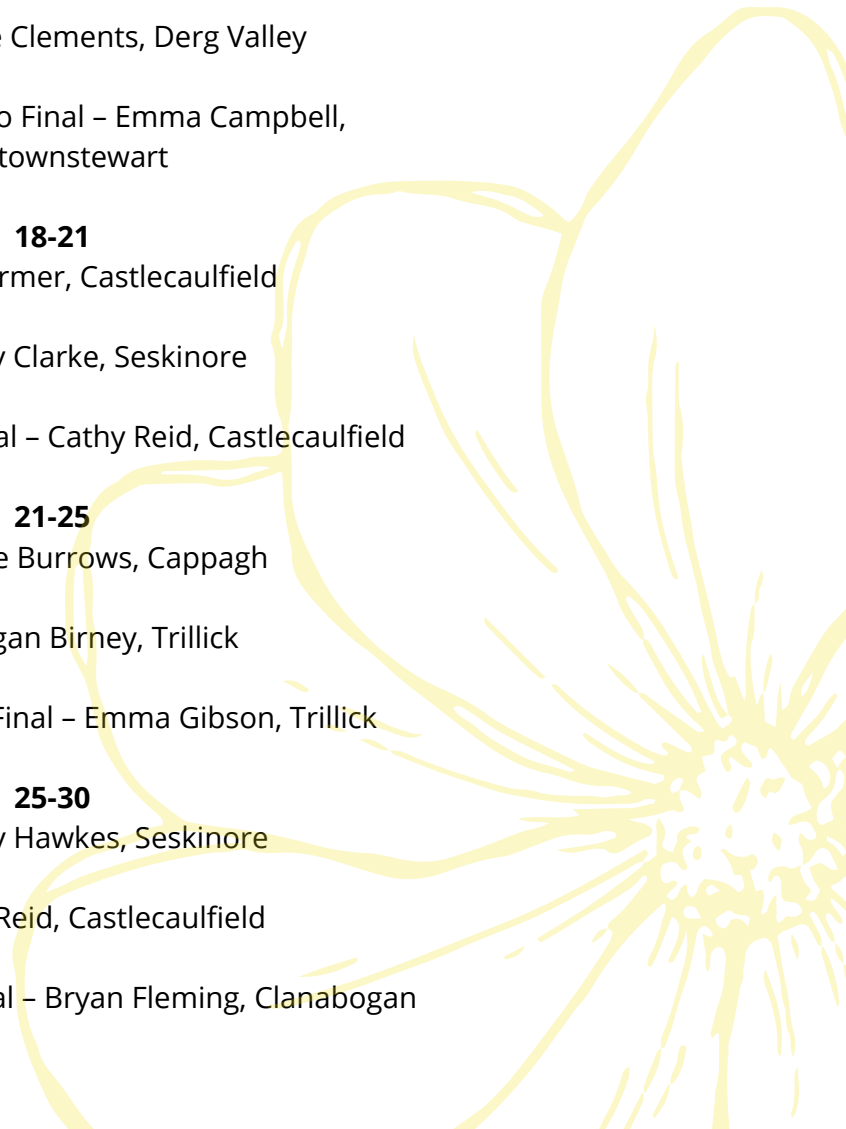 Clements, Derg Valley
Final – Emma Campbell,
townstewart
18-21
rmer, Castlecaulfield
Clarke, Seskinore
al – Cathy Reid, Castlecaulfield
21-25
e Burrows, Cappagh
gan Birney, Trillick
Final – Emma Gibson, Trillick
25-30
y Hawkes, Seskinore
Reid, Castlecaulfield
al – Bryan Fleming, Clanabogan